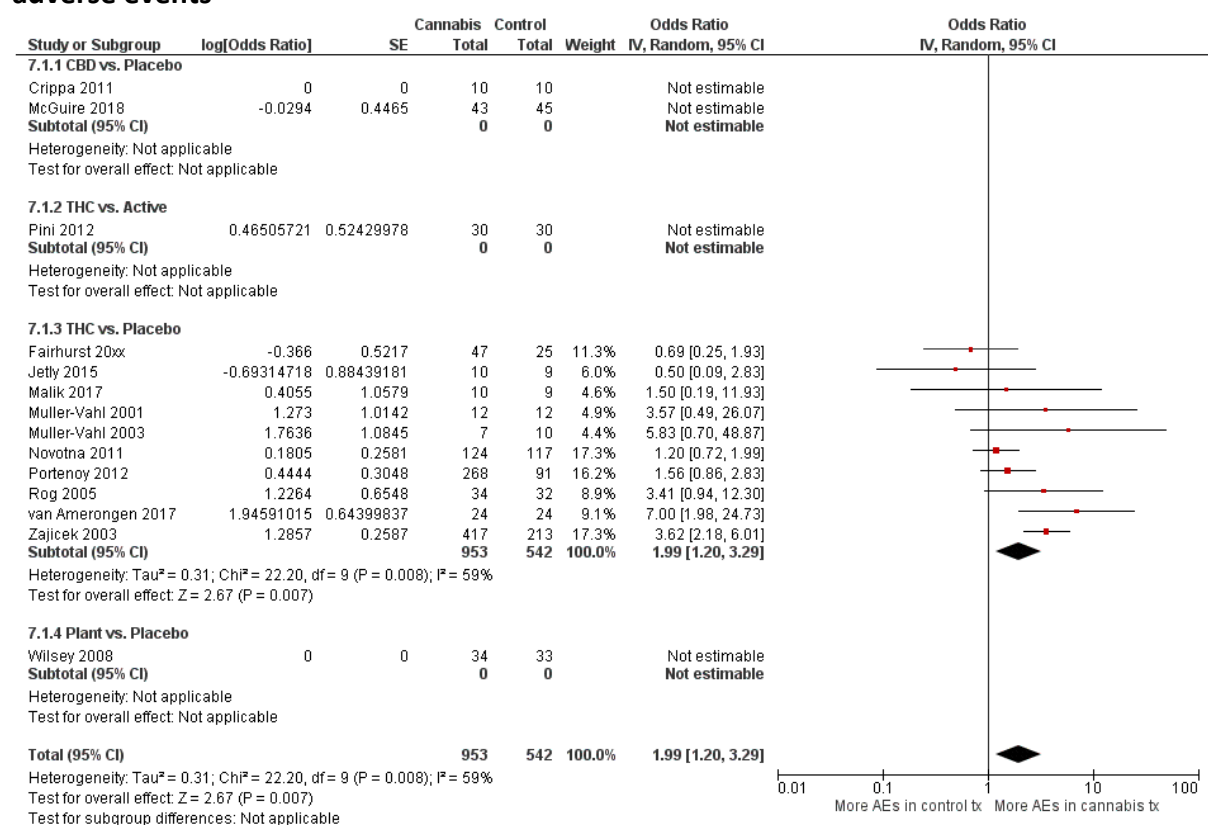 adverse events
Cannabis Control Odds Ratio Odds Ratio
Study or Subgroup log[Odds Ratio] SE Total Total Weight IV, Random, 95% CI IV, Random, 95% CI
7.1.1 CBD vs. Placebo
Crippa 2011 0 0 10 10 Not estimable
McGuire 2018 -0.0294 0.4465 43 45 Not estimable
Subtotal (95% CI) 0 0 Not estimable
Heterogeneity: Not applicable
Test for overall effect: Not applicable
7.1.2 THC vs. Active
Pini 2012 0.46505721 0.52429978 30 30 Not estimable
Subtotal (95% CI) 0 0 Not estimable
Heterogeneity: Not applicable
Test for overall effect: Not applicable
7.1.3 THC vs. Placebo
Fairhurst 20xx -0.366 0.5217 47 25 11.3% 0.69 [0.25, 1.93]
Jetly 2015 -0.69314718 0.88439181 10 9 6.0% 0.50 [0.09, 2.83]
Malik 2017 0.4055 1.0579 10 9 4.6% 1.50 [0.19, 11.93]
Muller-Vahl 2001 1.273 1.0142 12 12 4.9% 3.57 [0.49, 26.07]
Muller-Vahl 2003 1.7636 1.0845 7 10 4.4% 5.83 [0.70, 48.87]
Novotna 2011 0.1805 0.2581 124 117 17.3% 1.20 [0.72, 1.99]
Portenoy 2012 0.4444 0.3048 268 91 16.2% 1.56 [0.86, 2.83]
Rog 2005 1.2264 0.6548 34 32 8.9% 3.41 [0.94, 12.30]
van Amerongen 2017 1.94591015 0.64399837 24 24 9.1% 7.00 [1.98, 24.73]
Zajicek 2003 1.2857 0.2587 417 213 17.3% 3.62 [2.18, 6.01]
Subtotal (95% CI) 953 542 100.0% 1.99 [1.20, 3.29]
Heterogeneity: Tau² = 0.31; Chi² = 22.20, df = 9 (P = 0.008); I² = 59%
Test for overall effect: Z = 2.67 (P = 0.007)
7.1.4 Plant vs. Placebo
Wilsey 2008 0 0 34 33 Not estimable
Subtotal (95% CI) 0 0 Not estimable
Heterogeneity: Not applicable
Test for overall effect: Not applicable
Total (95% CI) 953 542 100.0% 1.99 [1.20, 3.29]
Heterogeneity: Tau² = 0.31; Chi² = 22.20, df = 9 (P = 0.008); I² = 59%
Test for overall effect: Z = 2.67 (P = 0.007)
Test for subgroup differences: Not applicable
0.01 0.1 1 10 100
More AEs in control tx More AEs in cannabis tx